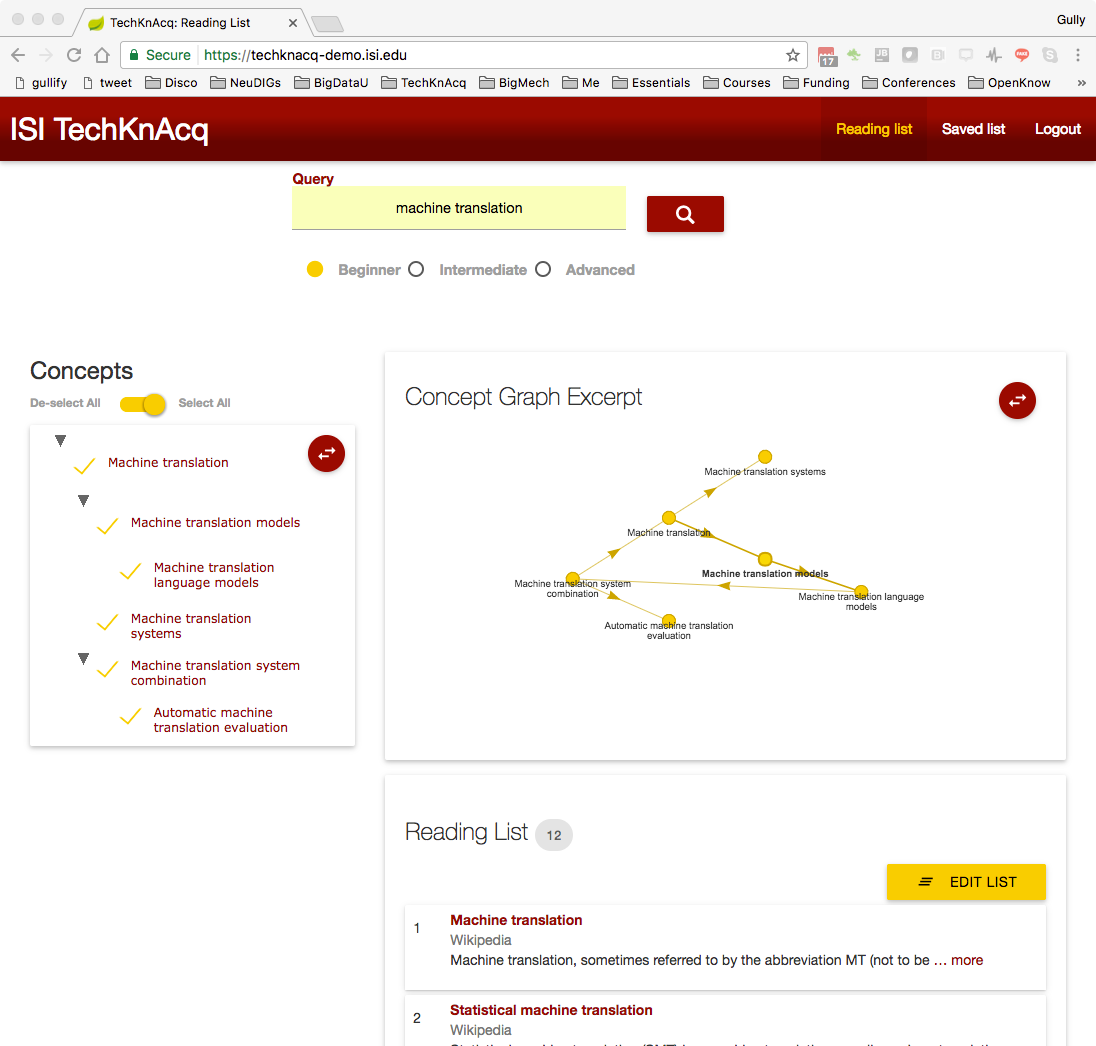 TechKnAcq: Reading List
Gully
Secure
https://techknacq-demo.isi.edu
17
JB
FAKE
gullify
tweet
Disco
NeuDIGs
BigDataU
TechKnAcq
BigMech
Me
Essentials
Courses
Funding
Conferences
OpenKnow
»
ISI TechKnAcq
Reading list
Saved list
Logout
Query
machine translation
Beginner
Intermediate
Advanced
Concepts
De-select All
Select All
Machine translation
Machine translation models
Machine translation
language models
Machine translation
systems
Machine translation system
combination
Automatic machine
translation evaluation
Concept Graph Excerpt
Machine translation systems
Machine translation
Machine translation models
Machine translation system
combination
Machine translation language
models
Automatic machine translation
evaluation
Reading List 12
EDIT LIST
1
Machine translation
Wikipedia
Machine translation, sometimes referred to by the abbreviation MT (not to be … more
2
Statistical machine translation
Wikipedia